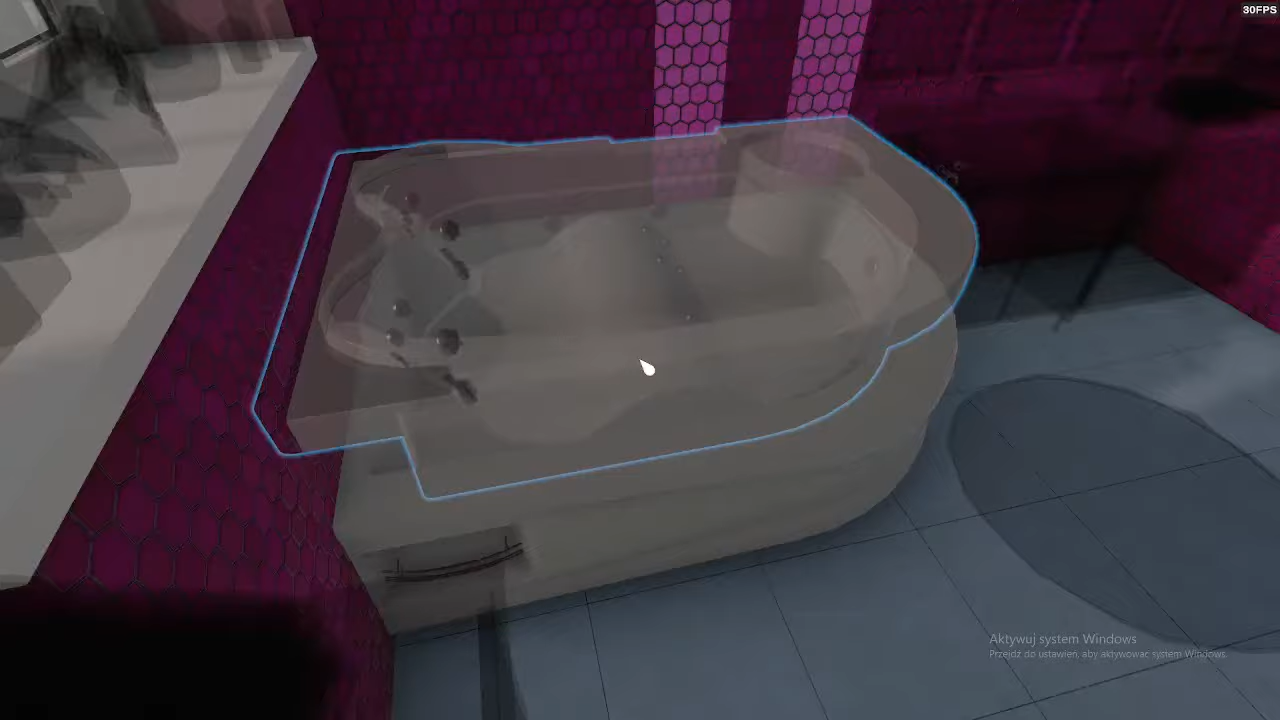 30FPS
Aktywuj system Windows
Przejdź do ustawień, aby aktywować system Windows.